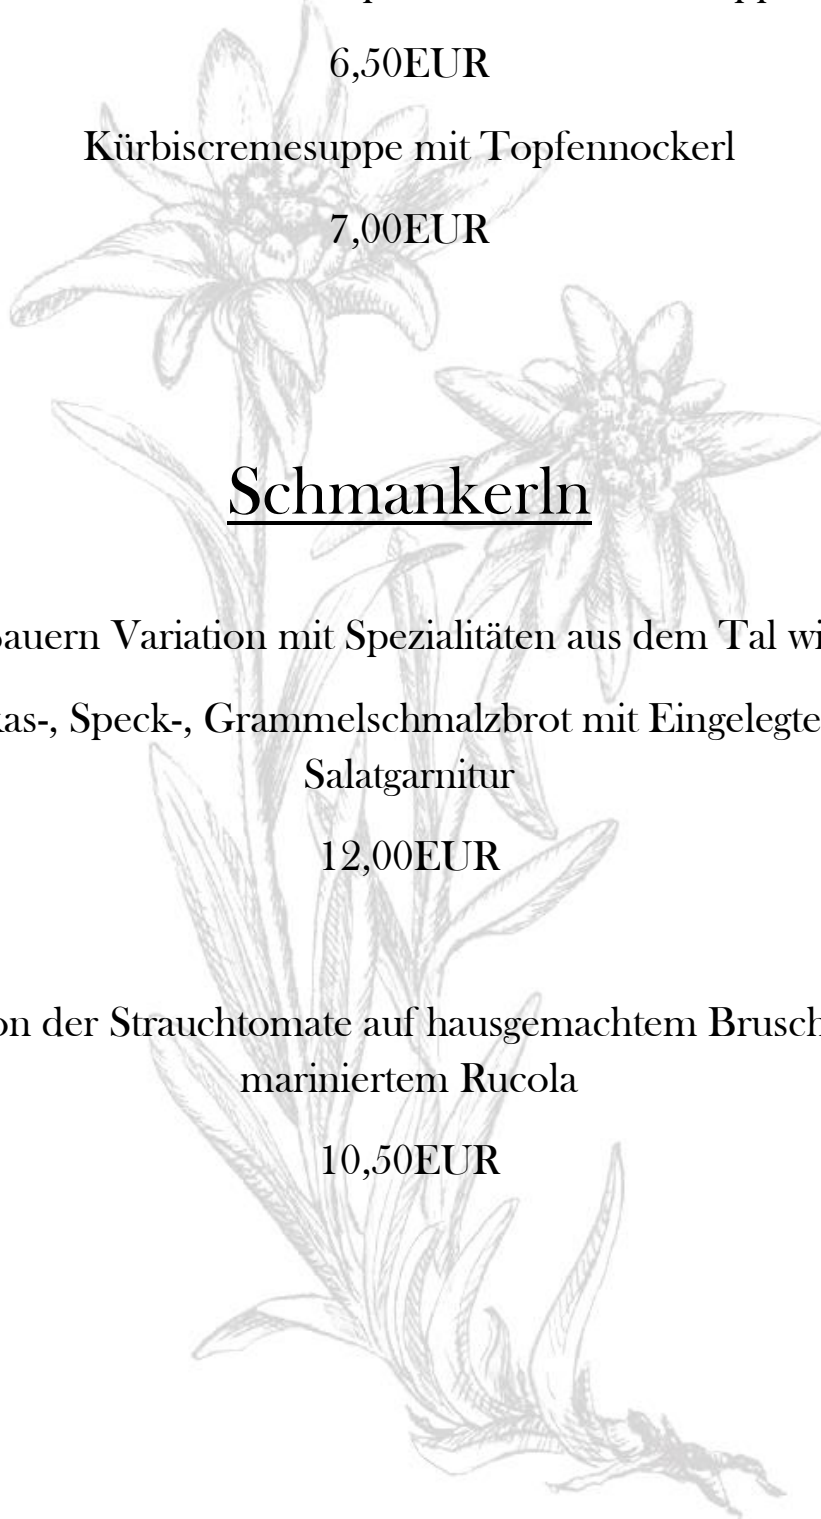 6,50EUR
Kürbiscremesuppe mit Topfennockerl
7,00EUR
Schmankerln
Variation mit Spezialitäten aus dem Tal
Speck-, Grammelschmalzbrot mit
Salatgarnitur
12,00EUR
der Strauchtomate auf hausgemachtem
mariniertem Rucola
10,50EUR